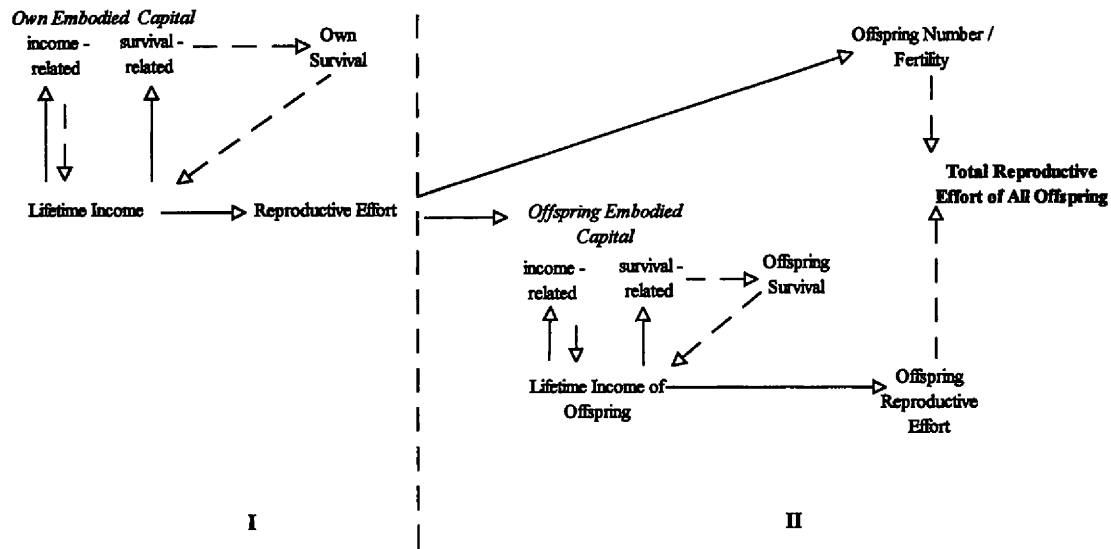 Own Embodied Capital
income -
related
survival -
related
Own
Survival
Lifetime Income
Reproductive Effort
I
Offspring Number /
Fertility
Total Reproductive
Effort of All Offspring
Offspring Embodied
Capital
income -
related
survival -
related
Offspring
Survival
Lifetime Income of
Offspring
Offspring
Reproductive
Effort
II